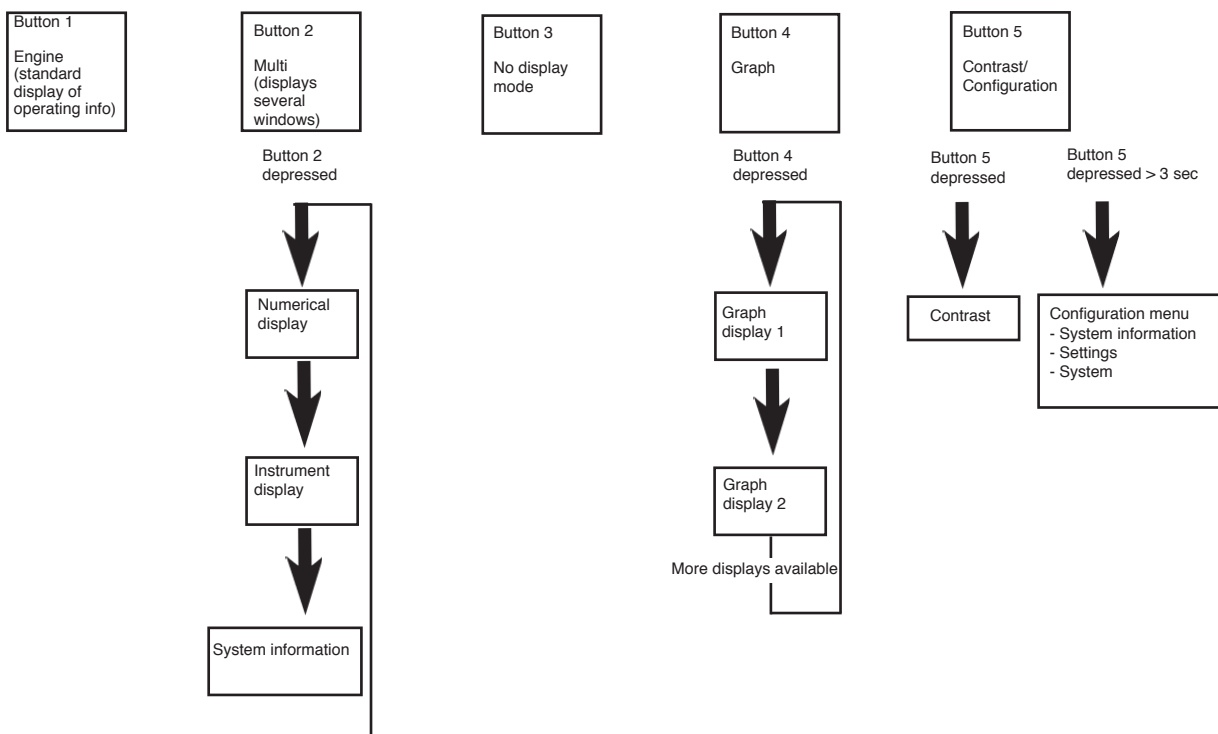 Button 1
Engine
(standard
display of
operating info)
Button 2
Multi
(displays
several
windows)
Button 3
No display
mode
Button 4
Graph
Button 5
Contrast/
Configuration
Button 2
depressed
Numerical
display
Instrument
display
System information
Button 4
depressed
Graph
display 1
Graph
display 2
More displays available
Button 5
depressed
Contrast
Button 5
depressed > 3 sec
Configuration menu
- System information
- Settings
- System